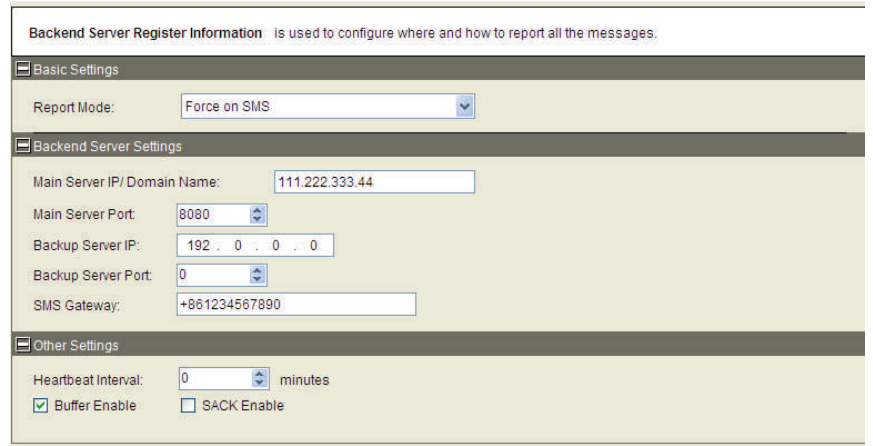 Backend Server Register Information is used to configure where and how to report all the messages.
Basic Settings
Report Mode: Force on SMS
Backend Server Settings
Main Server IP/ Domain Name: 111.222.333.44
Main Server Port: 8080
Backup Server IP: 192 . 0 . 0 . 0
Backup Server Port: 0
SMS Gateway: +861234567890
Other Settings
Heartbeat Interval: 0 minutes
Buffer Enable SACK Enable